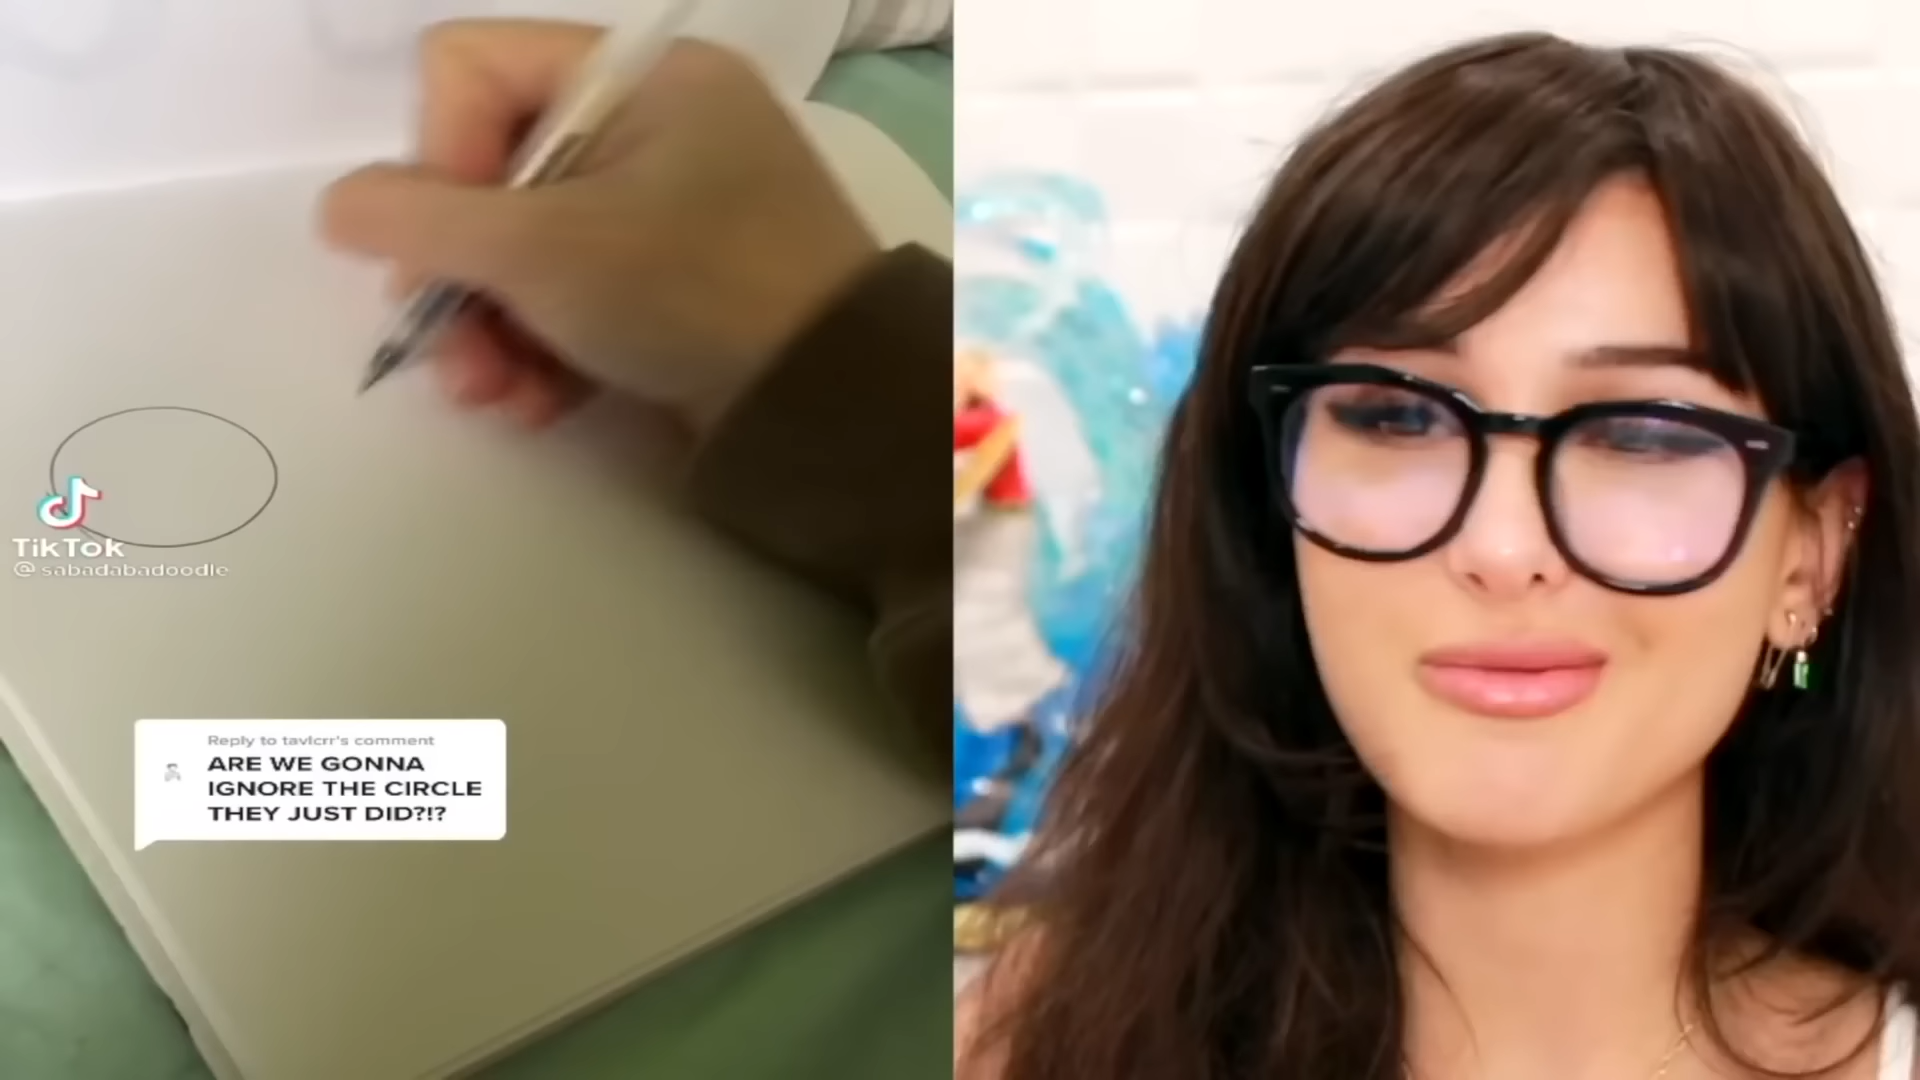 TikTok
@sabadabadoodle
Reply to tavlcrr's comment
ARE WE GONNA
IGNORE THE CIRCLE
THEY JUST DID?!?